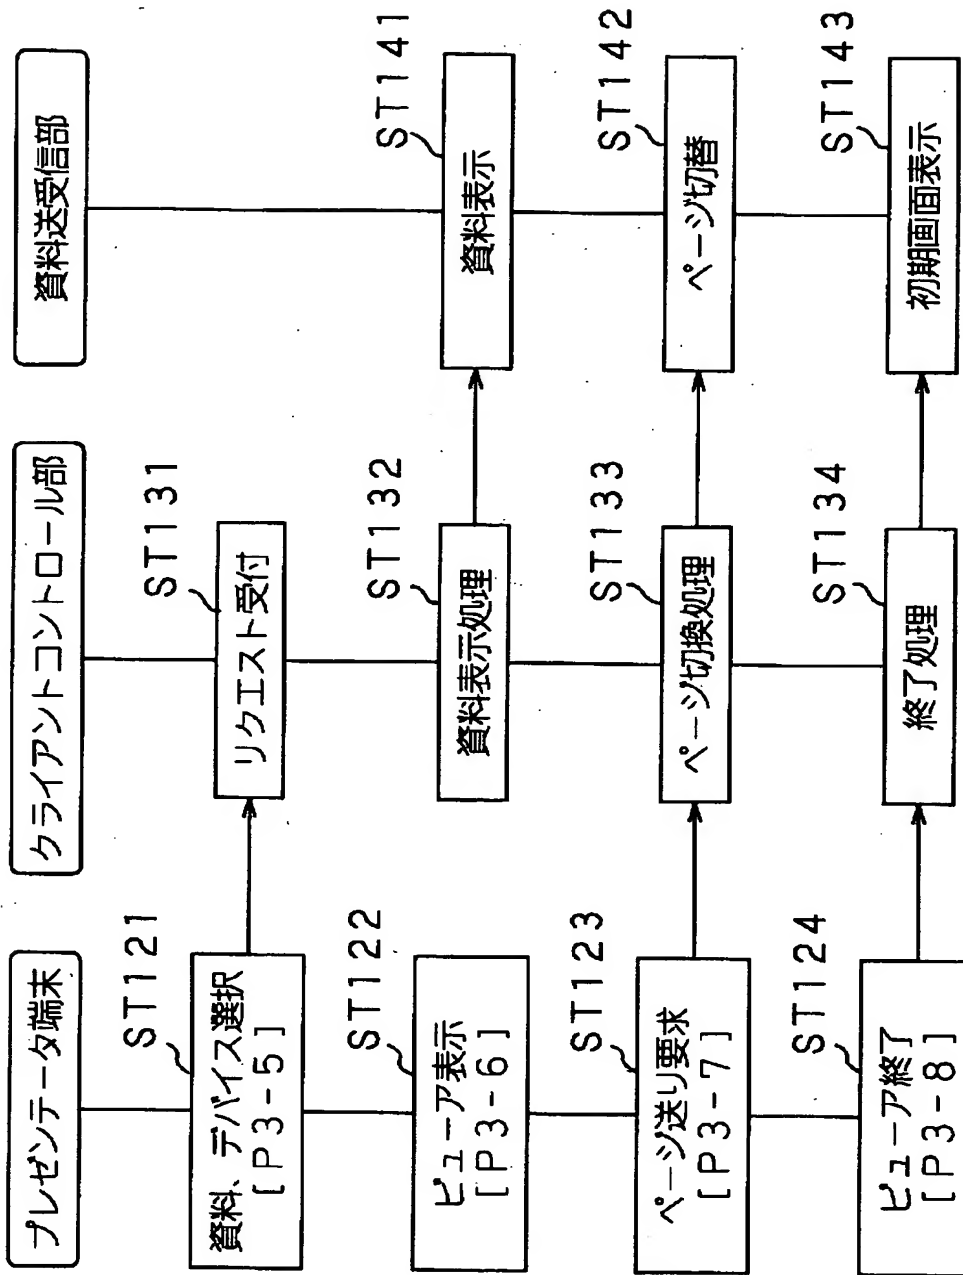 プレゼンテータ端末
クライアントコントロール部
資料送受信部
ST121
資料、デバイス選択
[P3-5]
ST131
リクエスト受付
ST122
ビューア表示
[P3-6]
ST132
資料表示処理
ST141
資料表示
ST123
ページ送り要求
[P3-7]
ST133
ページ切換処理
ST142
ページ切替
ST124
ビューア終了
[P3-8]
ST134
終了処理
ST143
初期画面表示